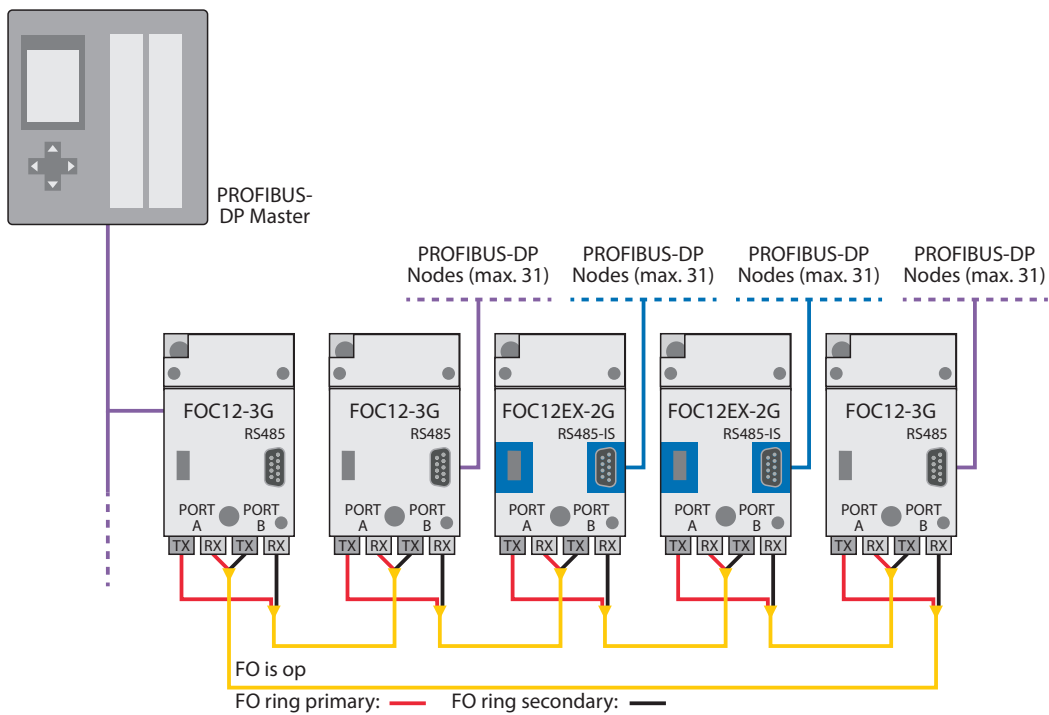 PROFIBUS-
DP Master
PROFIBUS-DP
Nodes (max. 31)
PROFIBUS-DP
Nodes (max. 31)
PROFIBUS-DP
Nodes (max. 31)
PROFIBUS-DP
Nodes (max. 31)
FOC12-3G
RS485
PORT A
PORT B
TX RX TX RX
FOC12-3G
RS485
PORT A
PORT B
TX RX TX RX
FOC12EX-2G
RS485-IS
PORT A
PORT B
TX RX TX RX
FOC12EX-2G
RS485-IS
PORT A
PORT B
TX RX TX RX
FOC12-3G
RS485
PORT A
PORT B
TX RX TX RX
FO is op
FO ring primary:
FO ring secondary: